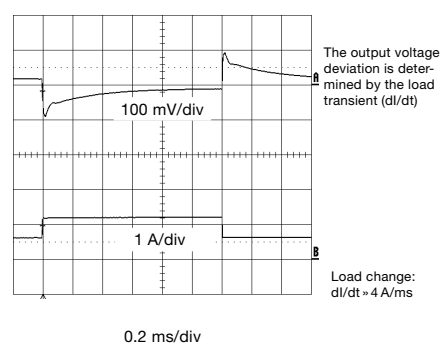 The output voltage
deviation is deter-
mined by the load
transient (dI/dt)
A
100 mV/div
1 A/div
B
Load change:
dI/dt » 4 A/ms
0.2 ms/div